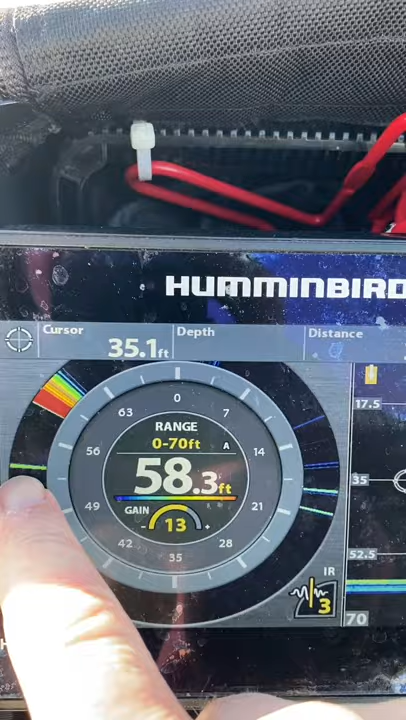 HUMMINBIRD
Cursor
35.1ft
Depth
Distance
0
7
14
21
28
35
42
49
56
63
RANGE
0-70ft A
58.3ft
GAIN
- 13 +
IR
3
17.5
35
52.5
70
H